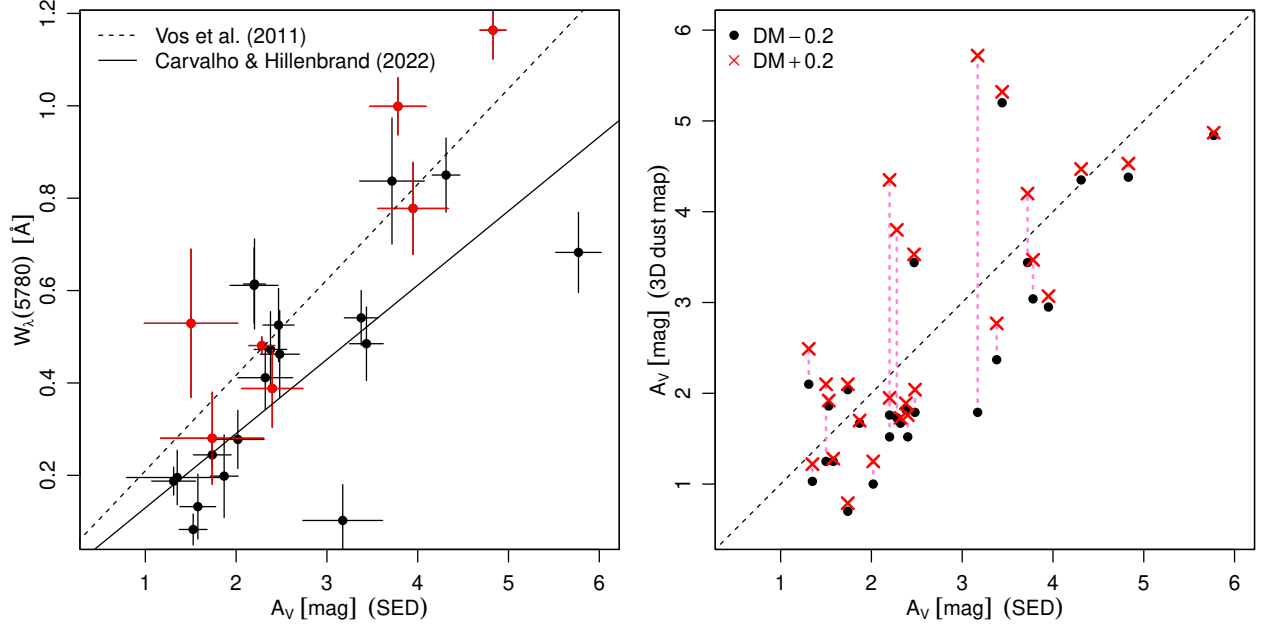 Vos et al. (2011)
Carvalho & Hillenbrand (2022)
W_λ(5780) [Å]
0.2 0.4 0.6 0.8 1.0 1.2
1 2 3 4 5 6
A_V [mag] (SED)
DM − 0.2
DM + 0.2
A_V [mag] (3D dust map)
1 2 3 4 5 6
1 2 3 4 5 6
A_V [mag] (SED)